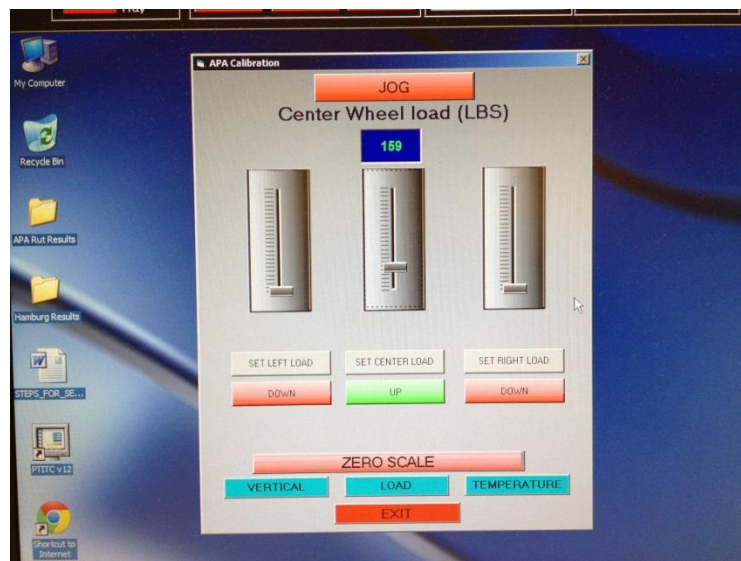 Tray
My Computer
Recycle Bin
APA Rut Results
Hamburg Results
STEPS_FOR_SE...
PTITC v12
Shortcut to
Internet
APA Calibration
JOG
Center Wheel load (LBS)
159
SET LEFT LOAD
SET CENTER LOAD
SET RIGHT LOAD
DOWN
UP
DOWN
ZERO SCALE
VERTICAL
LOAD
TEMPERATURE
EXIT